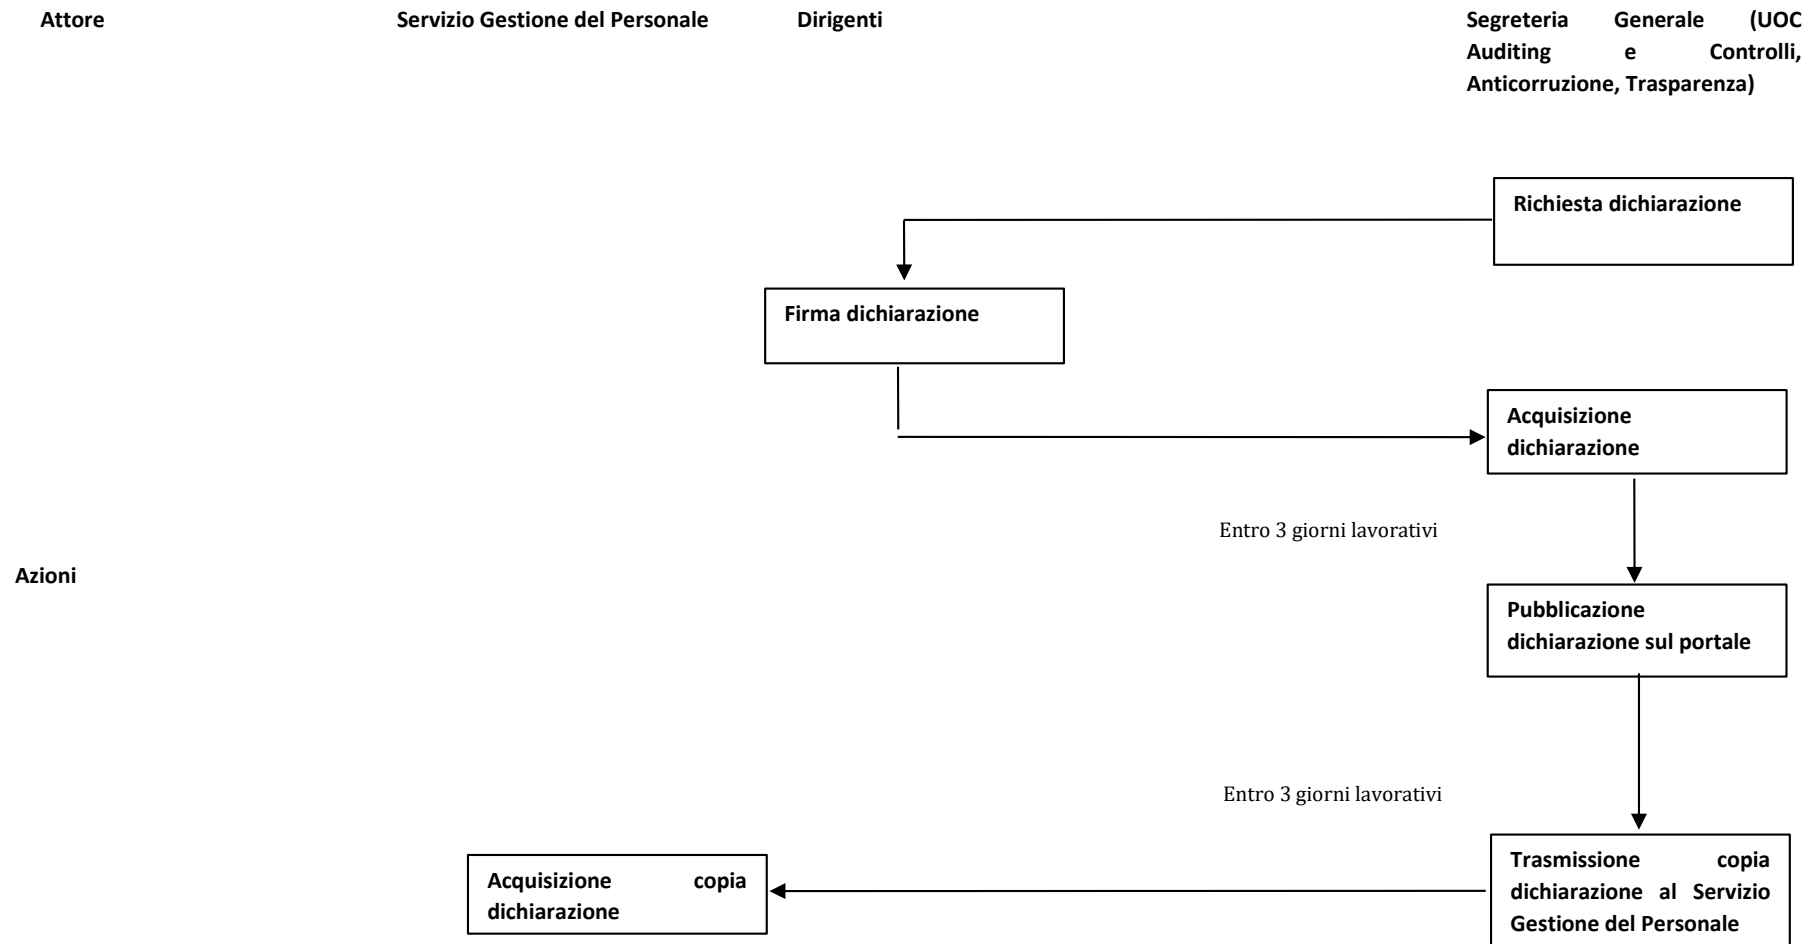 Attore
Servizio Gestione del Personale
Dirigenti
Segreteria Generale (UOC
Auditing e Controlli,
Anticorruzione, Trasparenza)
Richiesta dichiarazione
Firma dichiarazione
Acquisizione
dichiarazione
Entro 3 giorni lavorativi
Azioni
Pubblicazione
dichiarazione sul portale
Entro 3 giorni lavorativi
Trasmissione copia
dichiarazione al Servizio
Gestione del Personale
Acquisizione copia
dichiarazione